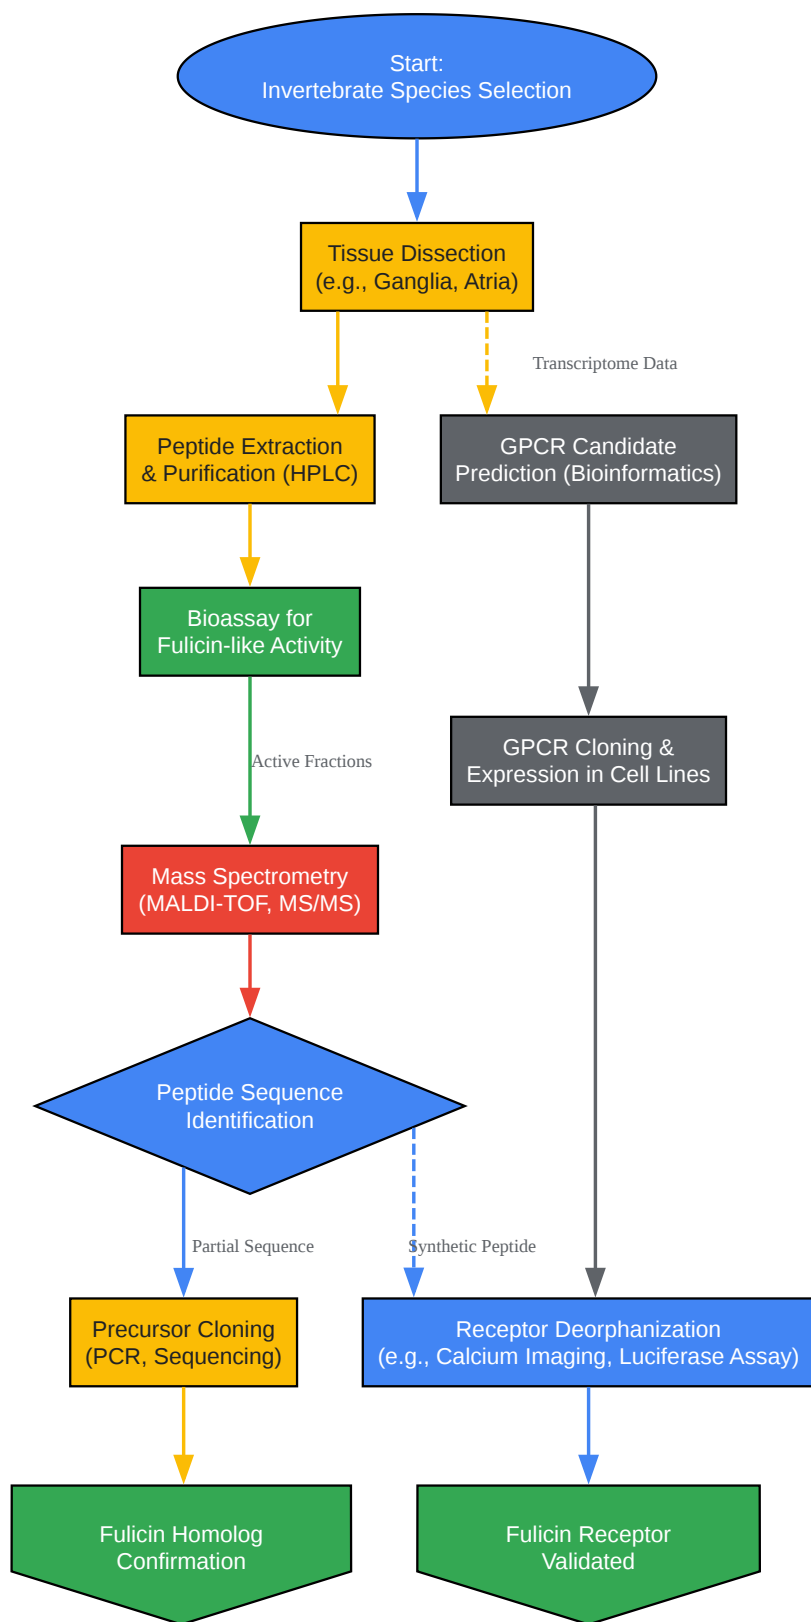 Start:
Invertebrate Species Selection
Tissue Dissection
(e.g., Ganglia, Atria)
Transcriptome Data
Peptide Extraction
& Purification (HPLC)
GPCR Candidate
Prediction (Bioinformatics)
Bioassay for
Fulicin-like Activity
Active Fractions
GPCR Cloning &
Expression in Cell Lines
Mass Spectrometry
(MALDI-TOF, MS/MS)
Peptide Sequence
Identification
Partial Sequence
Synthetic Peptide
Precursor Cloning
(PCR, Sequencing)
Receptor Deorphanization
(e.g., Calcium Imaging, Luciferase Assay)
Fulicin Homolog
Confirmation
Fulicin Receptor
Validated